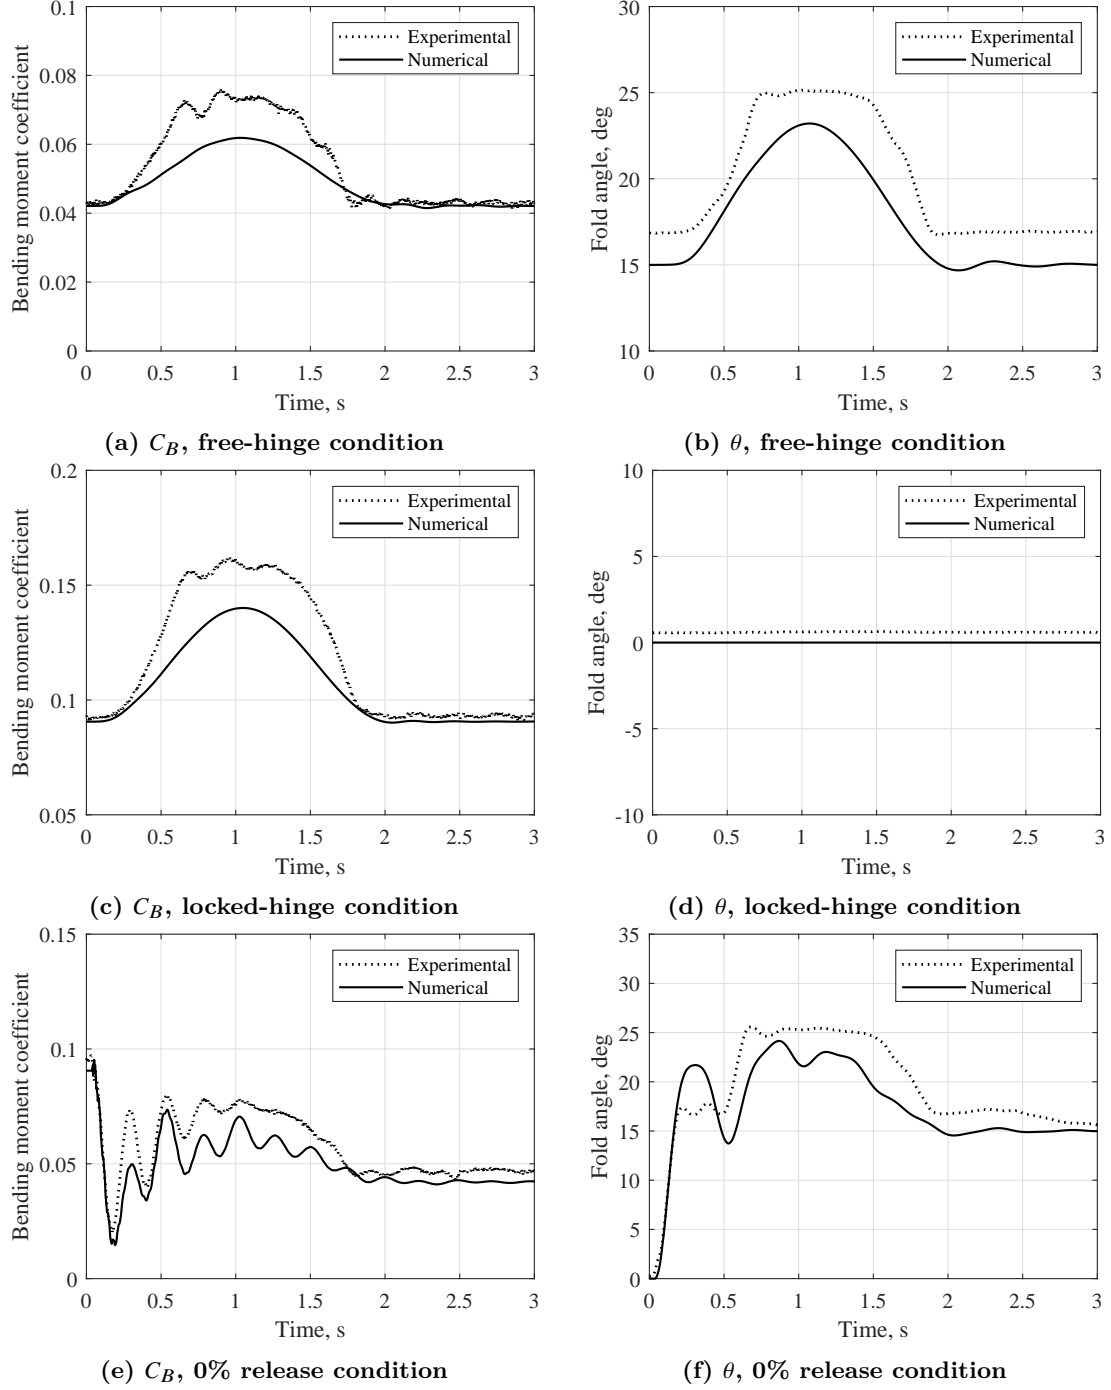 0.1
0.08
0.06
0.04
0.02
0
Bending moment coefficient
Experimental
Numerical
0 0.5 1 1.5 2 2.5 3
Time, s
(a) C_B, free-hinge condition
30
25
20
15
10
Fold angle, deg
Experimental
Numerical
0 0.5 1 1.5 2 2.5 3
Time, s
(b) θ, free-hinge condition
0.2
0.15
0.1
0.05
Bending moment coefficient
Experimental
Numerical
0 0.5 1 1.5 2 2.5 3
Time, s
(c) C_B, locked-hinge condition
10
5
0
-5
-10
Fold angle, deg
Experimental
Numerical
0 0.5 1 1.5 2 2.5 3
Time, s
(d) θ, locked-hinge condition
0.15
0.1
0.05
0
Bending moment coefficient
Experimental
Numerical
0 0.5 1 1.5 2 2.5 3
Time, s
(e) C_B, 0% release condition
35
30
25
20
15
10
5
0
Fold angle, deg
Experimental
Numerical
0 0.5 1 1.5 2 2.5 3
Time, s
(f) θ, 0% release condition